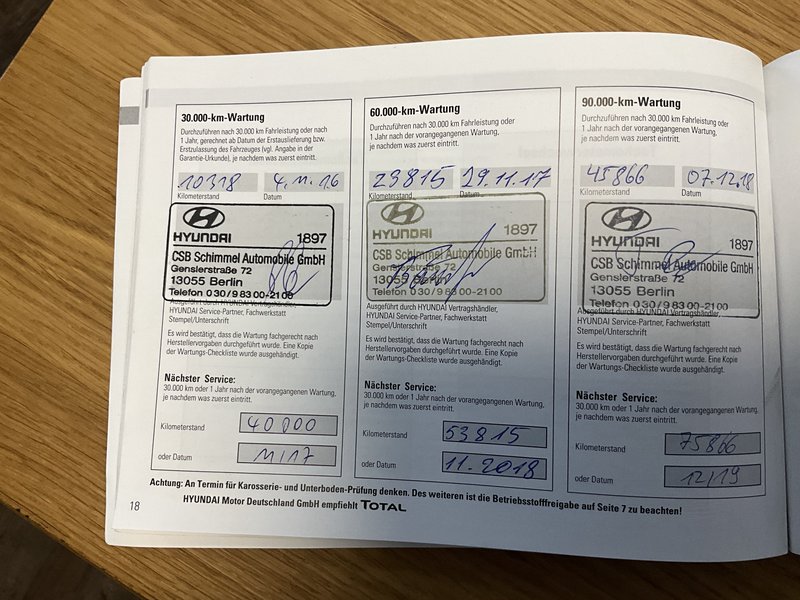 30.000-km-Wartung
Durchzuführen nach 30.000 km Fahrleistung oder nach
1 Jahr, gerechnet ab Datum der Erstauslieferung bzw.
Erstzulassung des Fahrzeuges (vgl. Angabe in der
Garantie-Urkunde), je nachdem was zuerst eintritt.
10318 4.11.16
Kilometerstand Datum
HYUNDAI 1897
CSB Schimmel Automobile GmbH
Genslerstraße 72
13055 Berlin
Telefon 030/98300-2100
Ausgeführt durch HYUNDAI Vertragshändler,
HYUNDAI Service-Partner, Fachwerkstatt
Stempel/Unterschrift
Es wird bestätigt, dass die Wartung fachgerecht nach
Herstellervorgaben durchgeführt wurde. Eine Kopie
der Wartungs-Checkliste wurde ausgehändigt.
Nächster Service:
30.000 km oder 1 Jahr nach der vorangegangenen Wartung,
je nachdem was zuerst eintritt.
Kilometerstand 40000
oder Datum 11/17
60.000-km-Wartung
Durchzuführen nach 30.000 km Fahrleistung oder
1 Jahr nach der vorangegangenen Wartung,
je nachdem was zuerst eintritt.
23815 29.11.17
Kilometerstand Datum
HYUNDAI 1897
CSB Schimmel Automobile GmbH
Genslerstraße 72
13055 Berlin
Telefon 030/98300-2100
Ausgeführt durch HYUNDAI Vertragshändler,
HYUNDAI Service-Partner, Fachwerkstatt
Stempel/Unterschrift
Es wird bestätigt, dass die Wartung fachgerecht nach
Herstellervorgaben durchgeführt wurde. Eine Kopie
der Wartungs-Checkliste wurde ausgehändigt.
Nächster Service:
30.000 km oder 1 Jahr nach der vorangegangenen Wartung,
je nachdem was zuerst eintritt.
Kilometerstand 53815
oder Datum 11.2018
90.000-km-Wartung
Durchzuführen nach 30.000 km Fahrleistung oder
1 Jahr nach der vorangegangenen Wartung,
je nachdem was zuerst eintritt.
45866 07.12.18
Kilometerstand Datum
HYUNDAI 1897
CSB Schimmel Automobile GmbH
Genslerstraße 72
13055 Berlin
Telefon 030/98300-2100
Ausgeführt durch HYUNDAI Vertragshändler,
HYUNDAI Service-Partner, Fachwerkstatt
Stempel/Unterschrift
Es wird bestätigt, dass die Wartung fachgerecht nach
Herstellervorgaben durchgeführt wurde. Eine Kopie
der Wartungs-Checkliste wurde ausgehändigt.
Nächster Service:
30.000 km oder 1 Jahr nach der vorangegangenen Wartung,
je nachdem was zuerst eintritt.
Kilometerstand 75866
oder Datum 12/19
Achtung: An Termin für Karosserie- und Unterboden-Prüfung denken. Des weiteren ist die Betriebsstofffreigabe auf Seite 7 zu beachten!
18 HYUNDAI Motor Deutschland GmbH empfiehlt TOTAL